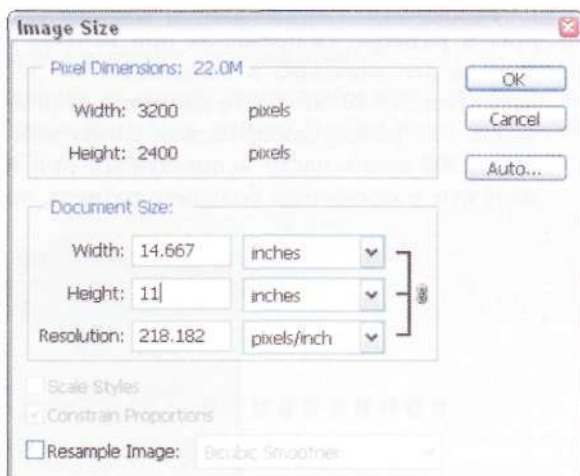 Image Size
Pixel Dimensions: 22.0M
OK
Width: 3200 pixels
Cancel
Height: 2400 pixels
Auto...
Document Size:
Width: 14.667 inches
Height: 11 inches
Resolution: 218.182 pixels/inch
Scale Styles
Constrain Proportions
Resample Image: Bicubic Smoother